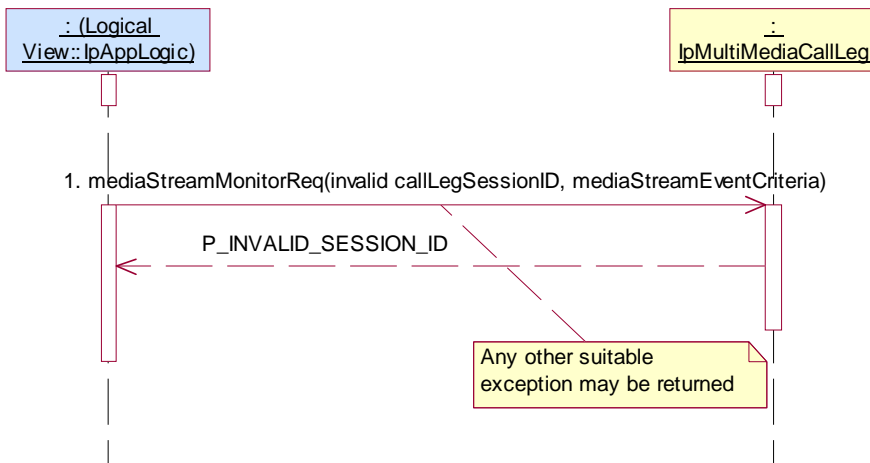 : (Logical
View::IpAppLogic)
:
IpMultiMediaCallLeg
1. mediaStreamMonitorReq(invalid callLegSessionID, mediaStreamEventCriteria)
P_INVALID_SESSION_ID
Any other suitable
exception may be returned